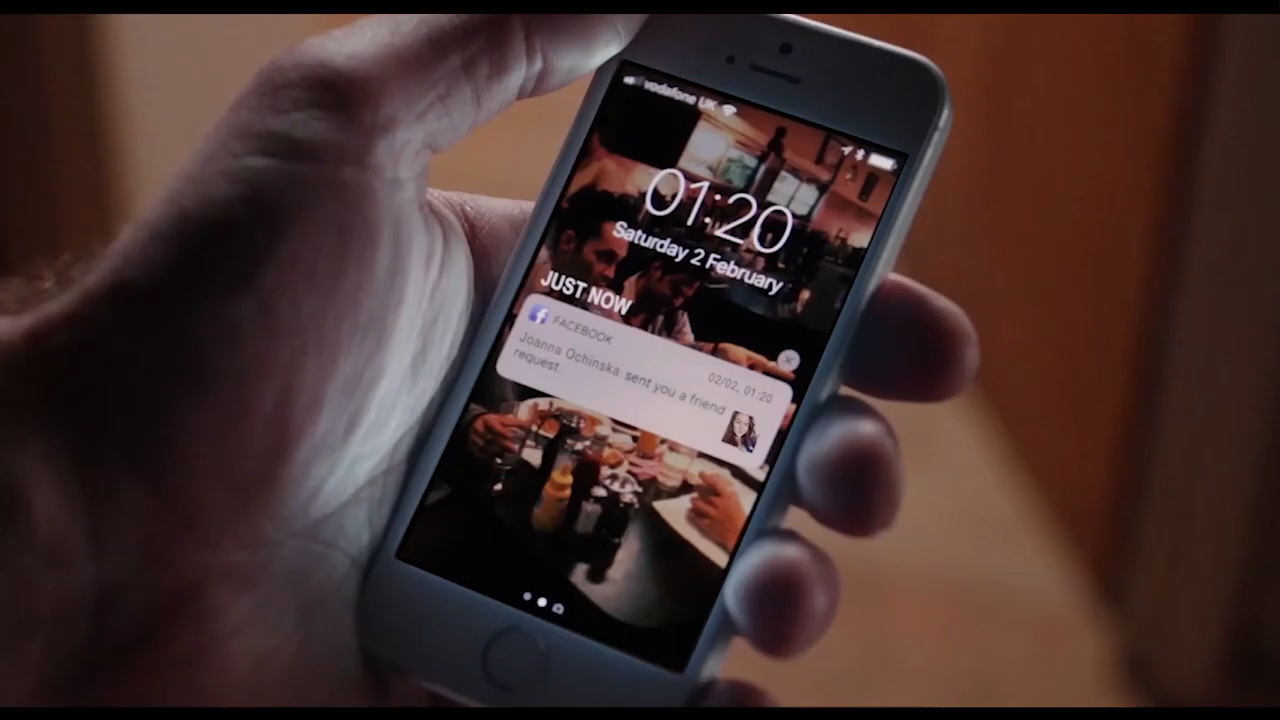 vodafone UK
01:20
Saturday 2 February
JUST NOW
FACEBOOK
02/02, 01:20
Joanna Ochinska sent you a friend
request.